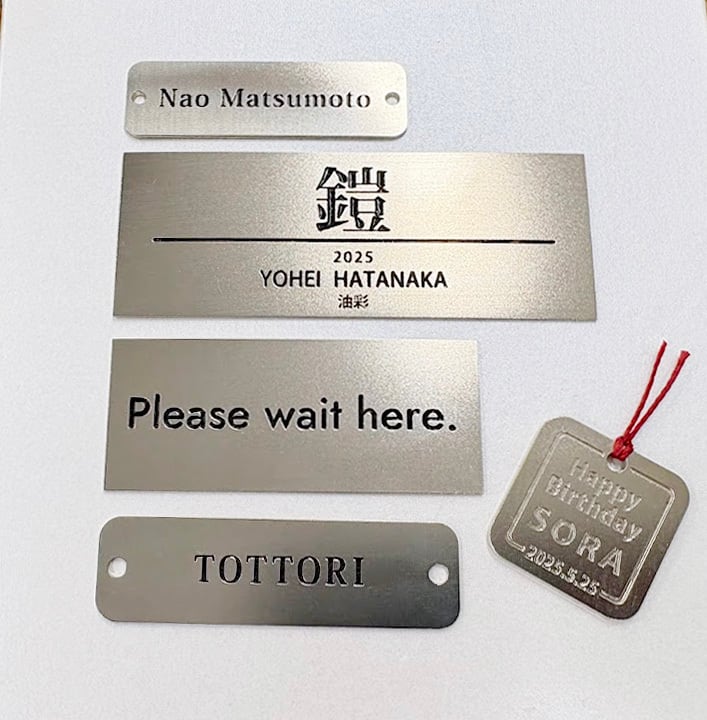 Nao Matsumoto
鎧
2025
YOHEI HATANAKA
油彩
Please wait here.
TOTTORI
Happy
Birthday
SORA
2025.5.25